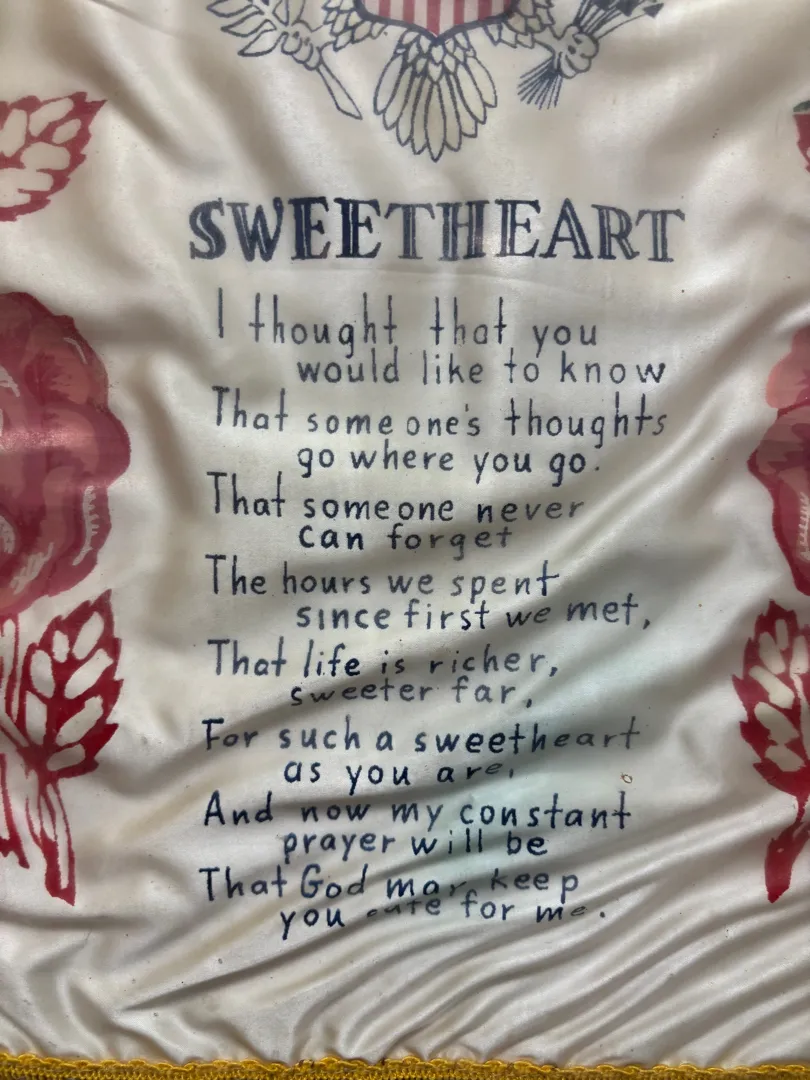 SWEETHEART
I thought that you
would like to know
That someone's thoughts
go where you go.
That someone never
can forget
The hours we spent
since first we met,
That life is richer,
sweeter far,
For such a sweetheart
as you are,
And now my constant
prayer will be
That God may keep
you safe for me.